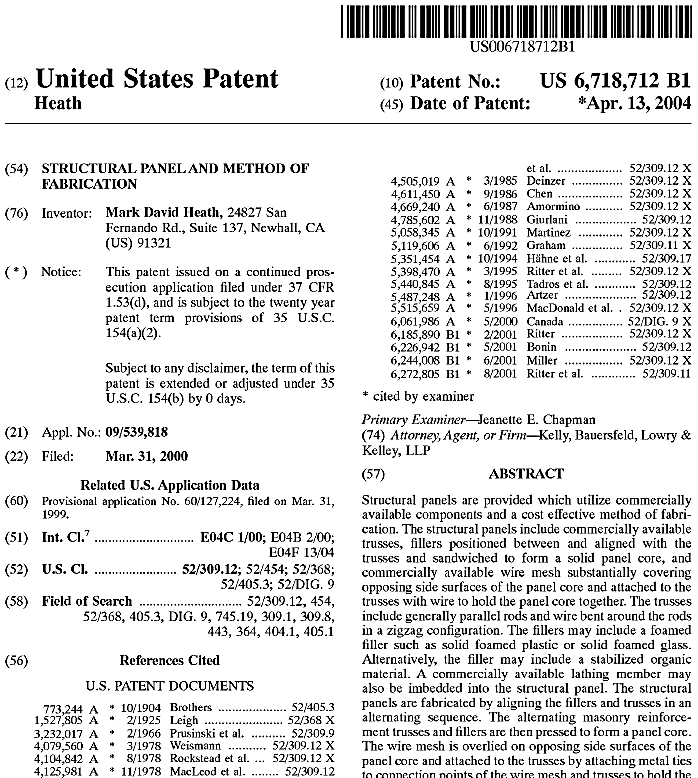 US006718712B1
(12) United States Patent
Heath
(10) Patent No.: US 6,718,712 B1
(45) Date of Patent: *Apr. 13, 2004
(54) STRUCTURAL PANEL AND METHOD OF
FABRICATION
(76) Inventor: Mark David Heath, 24827 San
Fernando Rd., Suite 137, Newhall, CA
(US) 91321
( * ) Notice: This patent issued on a continued pros-
ecution application filed under 37 CFR
1.53(d), and is subject to the twenty year
patent term provisions of 35 U.S.C.
154(a)(2).
Subject to any disclaimer, the term of this
patent is extended or adjusted under 35
U.S.C. 154(b) by 0 days.
(21) Appl. No.: 09/539,818
(22) Filed: Mar. 31, 2000
Related U.S. Application Data
(60) Provisional application No. 60/127,224, filed on Mar. 31,
1999.
(51) Int. Cl.7 ............................ E04C 1/00; E04B 2/00;
E04F 13/04
(52) U.S. Cl. ........................ 52/309.12; 52/454; 52/368;
52/405.3; 52/DIG. 9
(58) Field of Search ......................... 52/309.12, 454,
52/368, 405.3, DIG. 9, 745.19, 309.1, 309.8,
443, 364, 404.1, 405.1
(56) References Cited
U.S. PATENT DOCUMENTS
773,244 A * 10/1904 Brothers .................... 52/405.3
1,527,805 A * 2/1925 Leigh ....................... 52/368 X
3,232,017 A * 2/1966 Prusinski et al. ........... 52/309.9
4,079,560 A * 3/1978 Weismann ............... 52/309.12 X
4,104,842 A * 8/1978 Rockstead et al. ... 52/309.12 X
4,125,981 A * 11/1978 MacLeod et al. ....... 52/309.12
et al. .................. 52/309.12 X
4,505,019 A * 3/1985 Deinzer .............. 52/309.12 X
4,611,450 A * 9/1986 Chen .................. 52/309.12 X
4,669,240 A * 6/1987 Amormino ........... 52/309.12 X
4,785,602 A * 11/1988 Giurlani ................ 52/309.12
5,058,345 A * 10/1991 Martinez ............. 52/309.12 X
5,119,606 A * 6/1992 Graham ............... 52/309.11 X
5,351,454 A * 10/1994 Hähne et al. ............ 52/309.17
5,398,470 A * 3/1995 Ritter et al. .......... 52/309.12 X
5,440,845 A * 8/1995 Tadros et al. ............ 52/309.12
5,487,248 A * 1/1996 Artzer .................... 52/309.12
5,515,659 A * 5/1996 MacDonald et al. . 52/309.12 X
6,061,986 A * 5/2000 Canada ................ 52/DIG. 9 X
6,185,890 B1 * 2/2001 Ritter .................. 52/309.12 X
6,226,942 B1 * 5/2001 Bonin ................... 52/309.12
6,244,008 B1 * 6/2001 Miller ................. 52/309.12 X
6,272,805 B1 * 8/2001 Ritter et al. ............ 52/309.11
* cited by examiner
Primary Examiner—Jeanette E. Chapman
(74) Attorney, Agent, or Firm—Kelly, Bauersfeld, Lowry &
Kelley, LLP
(57) ABSTRACT
Structural panels are provided which utilize commercially
available components and a cost effective method of fabri-
cation. The structural panels include commercially available
trusses, fillers positioned between and aligned with the
trusses and sandwiched to form a solid panel core, and
commercially available wire mesh substantially covering
opposing side surfaces of the panel core and attached to the
trusses with wire to hold the panel core together. The trusses
include generally parallel rods and wire bent around the rods
in a zigzag configuration. The fillers may include a foamed
filler such as solid foamed plastic or solid foamed glass.
Alternatively, the filler may include a stabilized organic
material. A commercially available lathing member may
also be imbedded into the structural panel. The structural
panels are fabricated by aligning the fillers and trusses in an
alternating sequence. The alternating masonry reinforce-
ment trusses and fillers are then pressed to form a panel core.
The wire mesh is overlied on opposing side surfaces of the
panel core and attached to the trusses by attaching metal ties
to connection points of the wire mesh and trusses to hold the